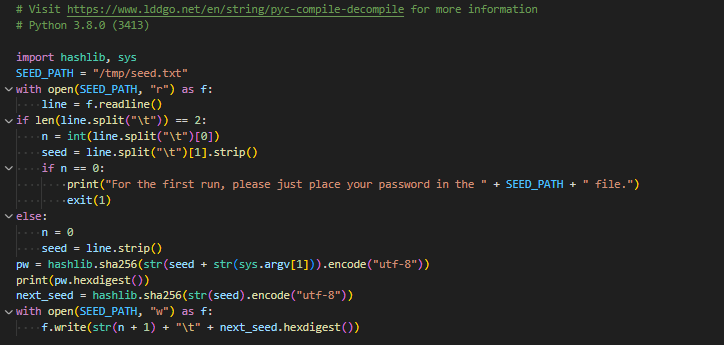 # Visit https://www.lddgo.net/en/string/pyc-compile-decompile for more information
# Python 3.8.0 (3413)
import hashlib, sys
SEED_PATH = "/tmp/seed.txt"
with open(SEED_PATH, "r") as f:
    line = f.readline()
if len(line.split("\t")) == 2:
    n = int(line.split("\t")[0])
    seed = line.split("\t")[1].strip()
    if n == 0:
        print("For the first run, please just place your password in the " + SEED_PATH + " file.")
        exit(1)
else:
    n = 0
    seed = line.strip()
pw = hashlib.sha256(str(seed + str(sys.argv[1])).encode("utf-8"))
print(pw.hexdigest())
next_seed = hashlib.sha256(str(seed).encode("utf-8"))
with open(SEED_PATH, "w") as f:
    f.write(str(n + 1) + "\t" + next_seed.hexdigest())